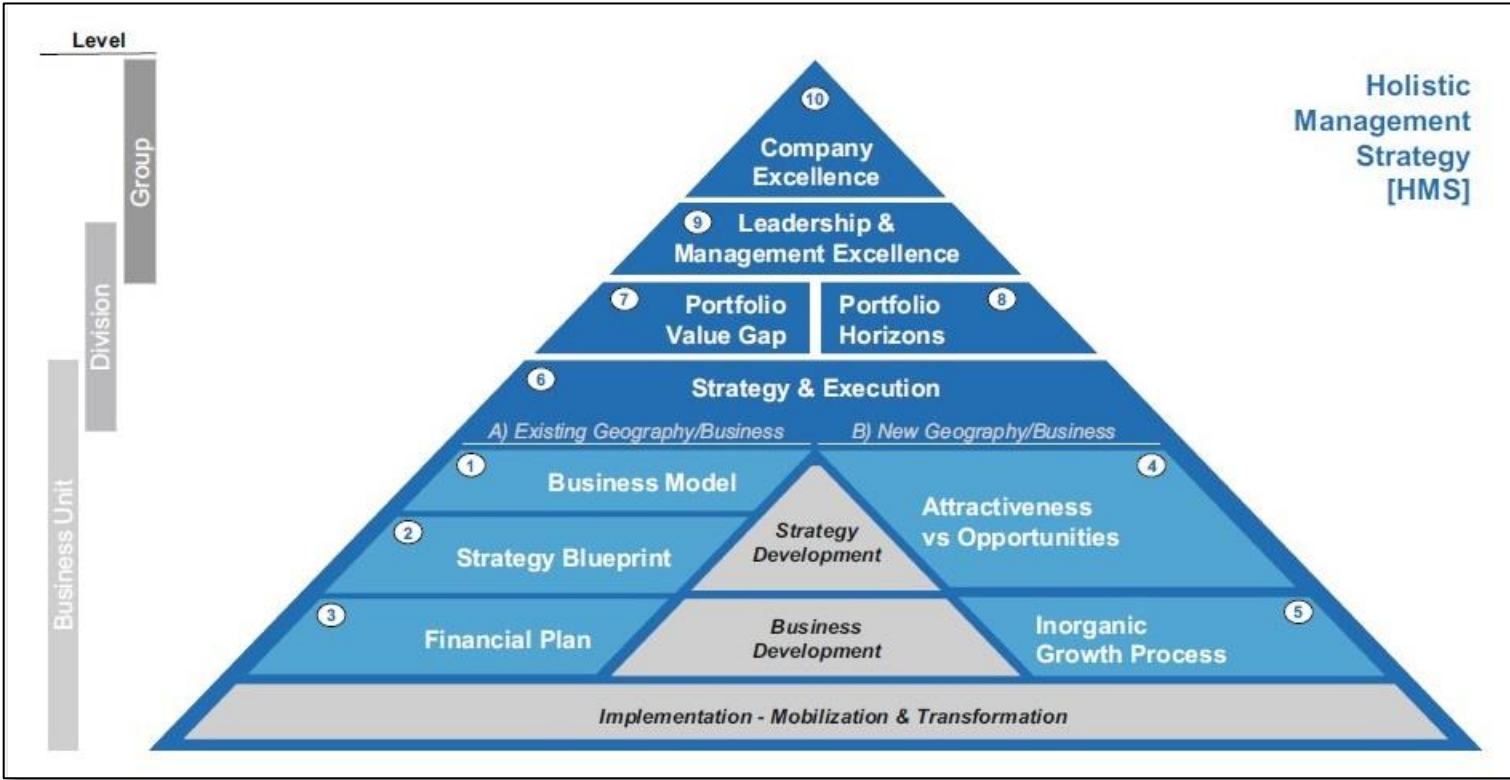 Level
Group
Division
Business Unit
Holistic
Management
Strategy
[HMS]
10
Company
Excellence
9
Leadership &
Management Excellence
7
Portfolio
Value Gap
Portfolio
Horizons
8
6
Strategy & Execution
A) Existing Geography/Business
B) New Geography/Business
1
Business Model
2
Strategy Blueprint
3
Financial Plan
Strategy
Development
Business
Development
4
Attractiveness
vs Opportunities
5
Inorganic
Growth Process
Implementation - Mobilization & Transformation